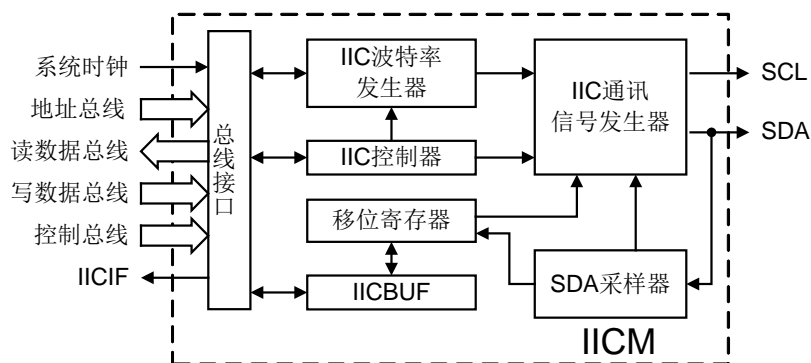 系统时钟
地址总线
读数据总线
写数据总线
控制总线
IICIF
总线接口
IIC波特率
发生器
IIC控制器
移位寄存器
IICBUF
IIC通讯
信号发生器
SDA采样器
SCL
SDA
IICM